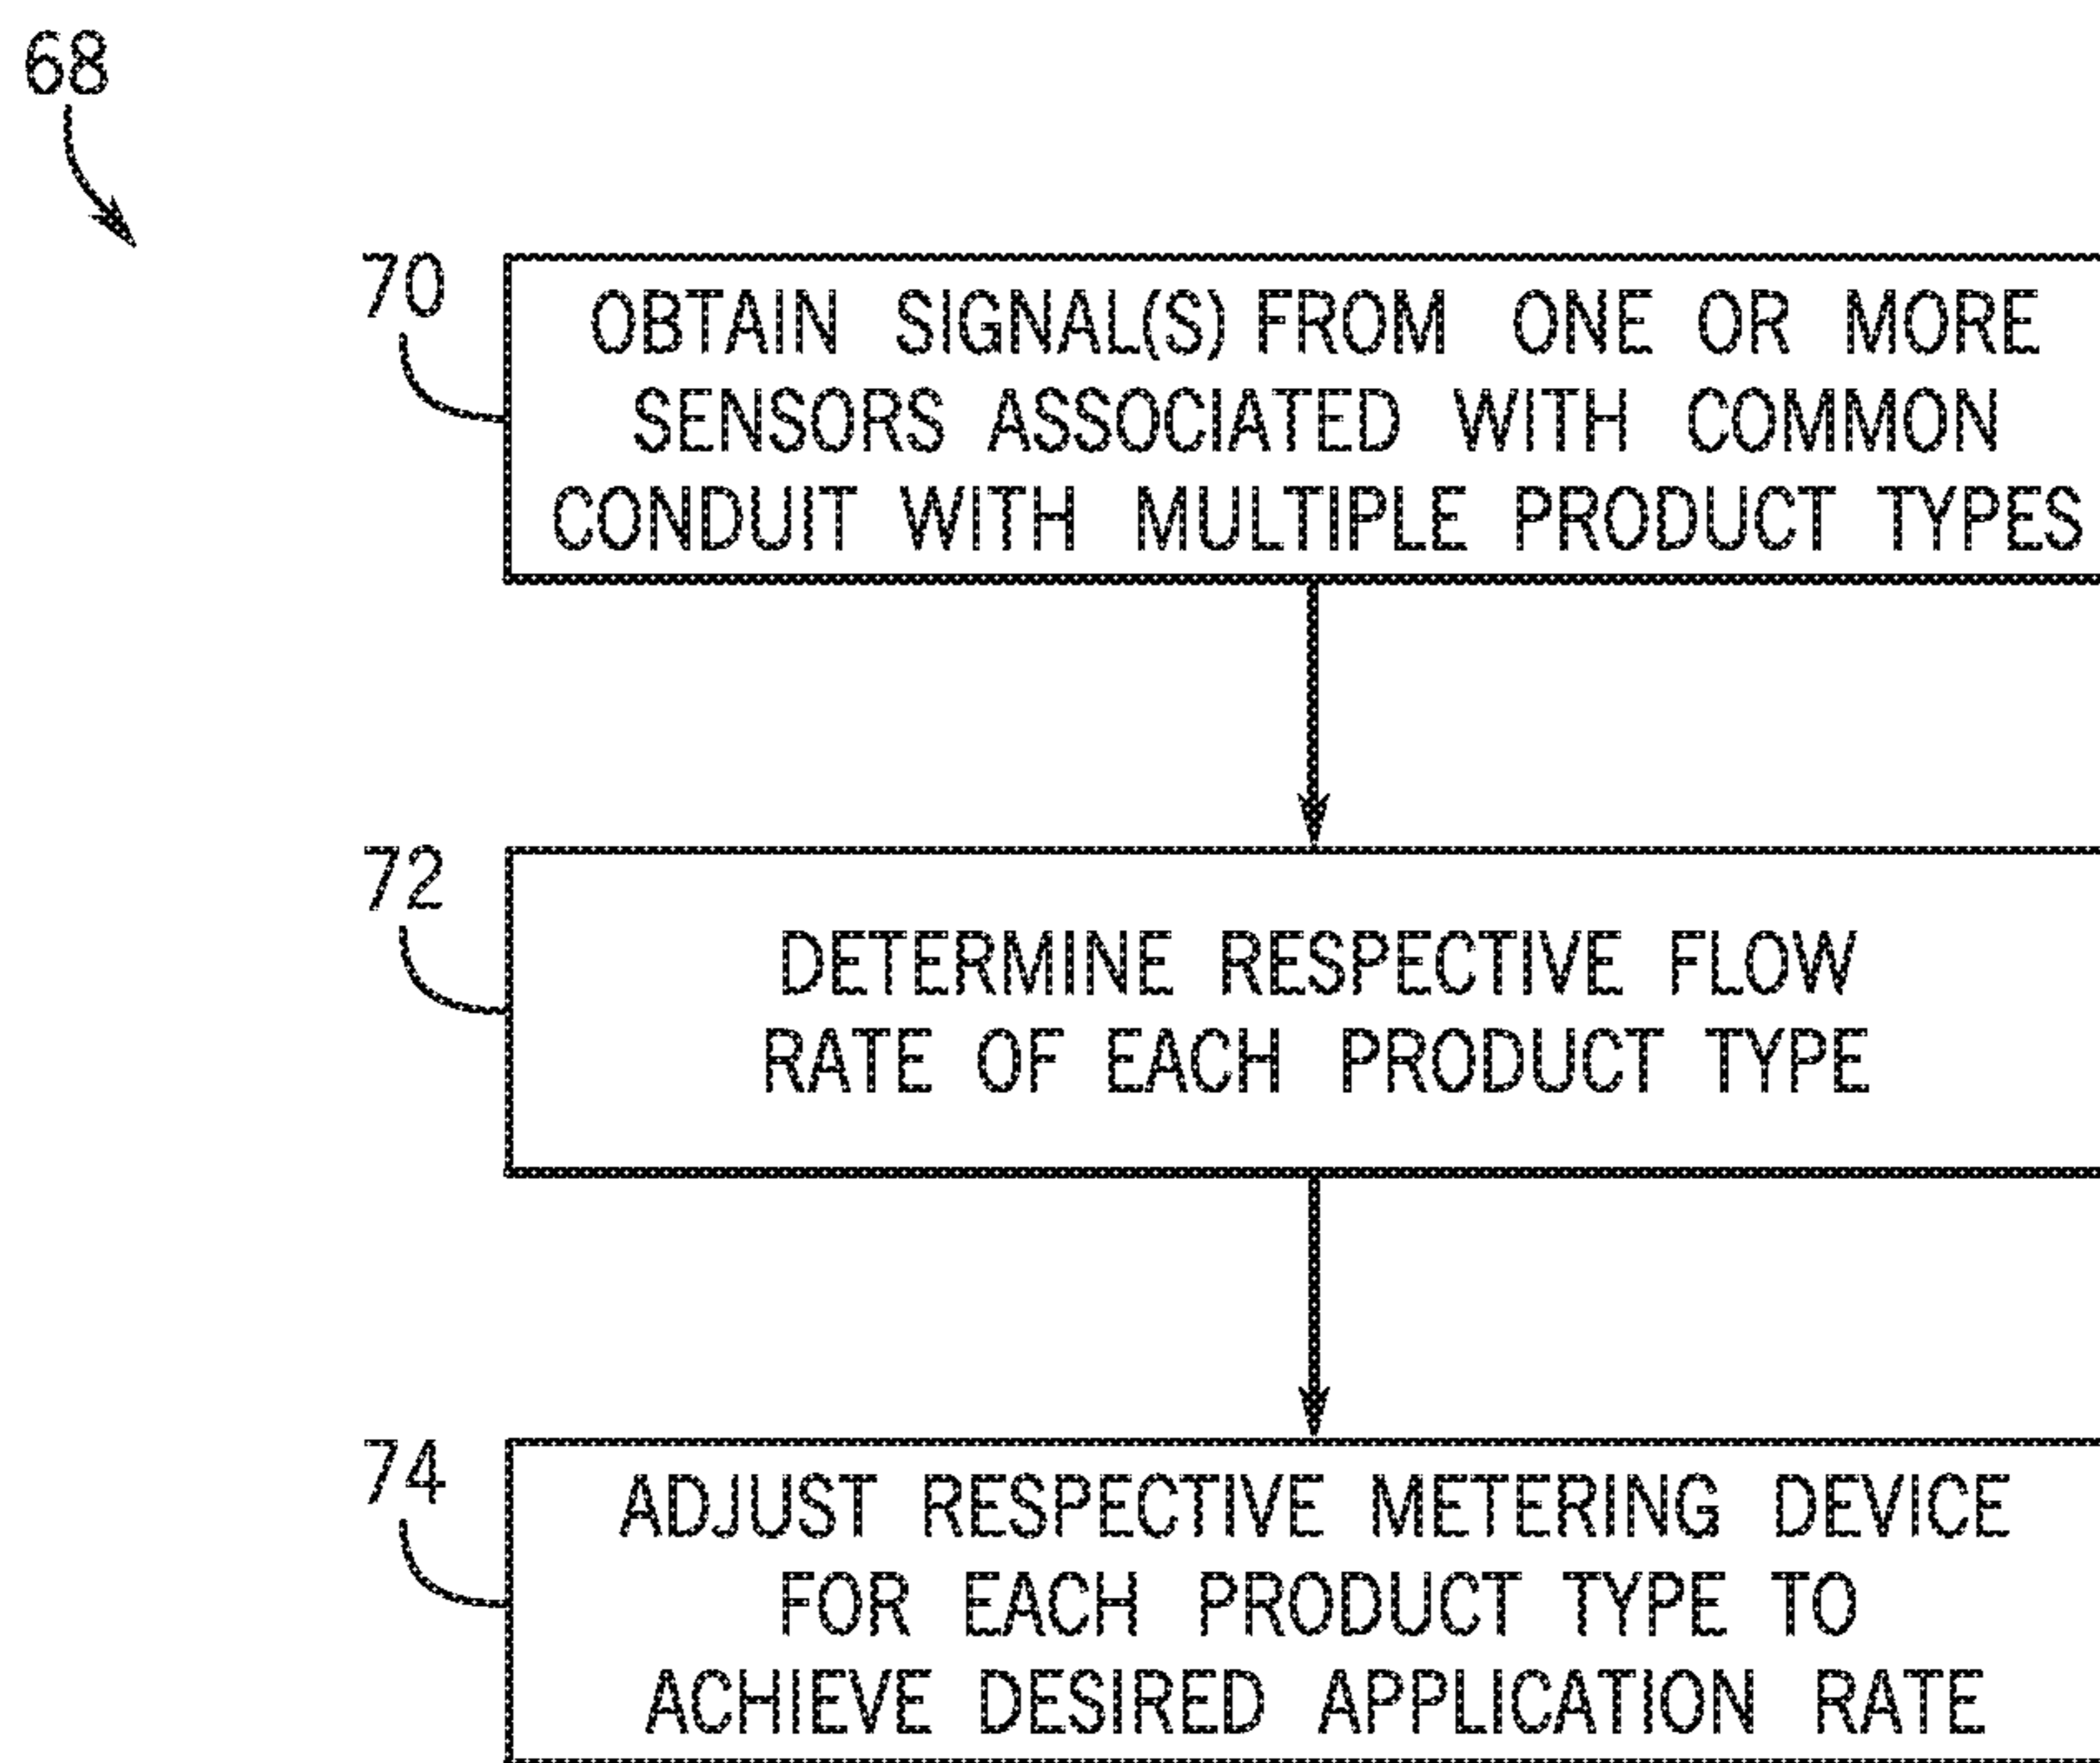 68
70
OBTAIN SIGNAL(S) FROM ONE OR MORE
SENSORS ASSOCIATED WITH COMMON
CONDUIT WITH MULTIPLE PRODUCT TYPES
72
DETERMINE RESPECTIVE FLOW
RATE OF EACH PRODUCT TYPE
74
ADJUST RESPECTIVE METERING DEVICE
FOR EACH PRODUCT TYPE TO
ACHIEVE DESIRED APPLICATION RATE